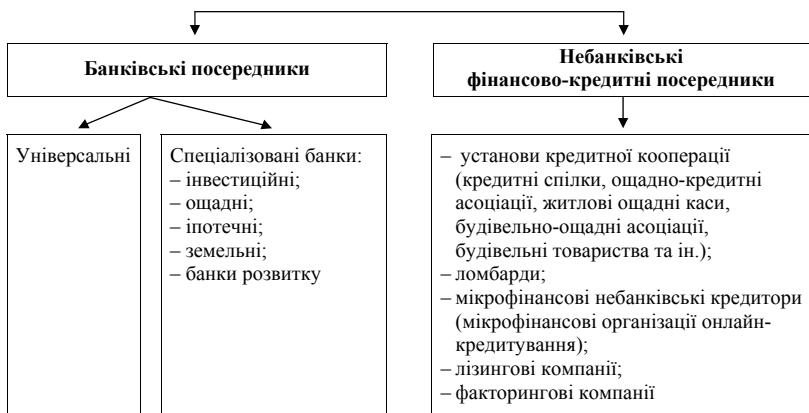 Банківські посередники
Небанківські
фінансово-кредитні посередники
Універсальні
Спеціалізовані банки:
– інвестиційні;
– ощадні;
– іпотечні;
– земельні;
– банки розвитку
– установи кредитної кооперації
(кредитні спілки, ощадно-кредитні
асоціації, житлові ощадні каси,
будівельно-ощадні асоціації,
будівельні товариства та ін.);
– ломбарди;
– мікрофінансові небанківські кредитори
(мікрофінансові організації онлайн-
кредитування);
– лізингові компанії;
– факторингові компанії